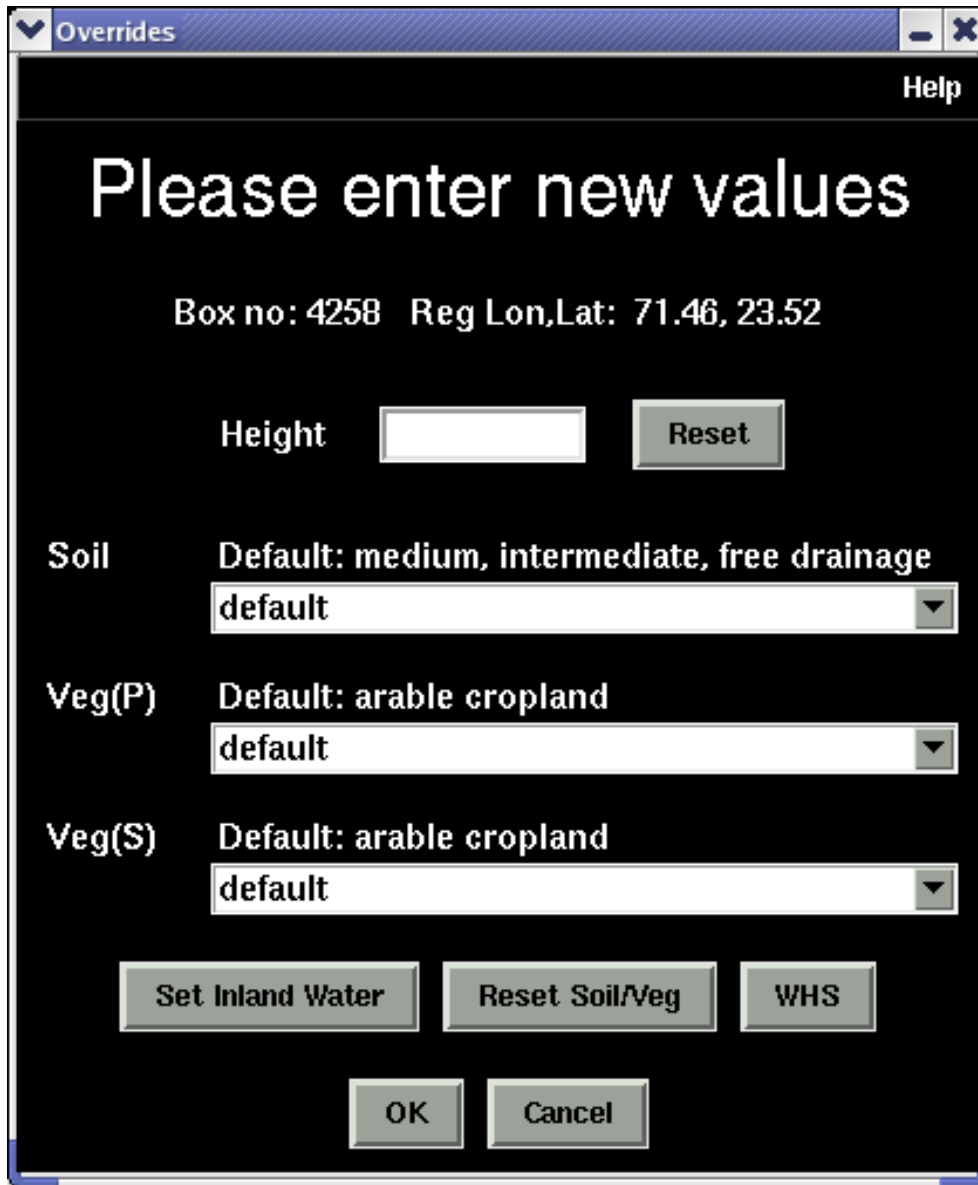 Overrides
Help
Please enter new values
Box no: 4258 Reg Lon,Lat: 71.46, 23.52
Height Reset
Soil Default: medium, intermediate, free drainage
default
Veg(P) Default: arable cropland
default
Veg(S) Default: arable cropland
default
Set Inland Water Reset Soil/Veg WHS
OK Cancel